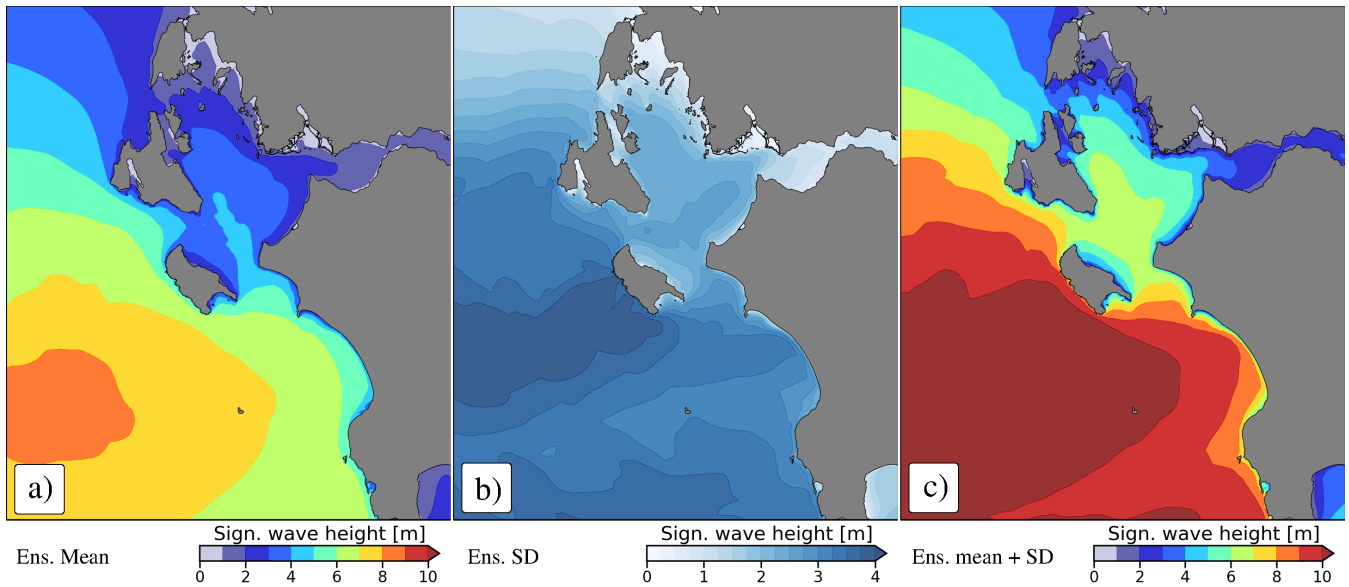 a)
b)
c)
Ens. Mean
Sign. wave height [m]
0 2 4 6 8 10
Ens. SD
Sign. wave height [m]
0 1 2 3 4
Ens. mean + SD
Sign. wave height [m]
0 2 4 6 8 10